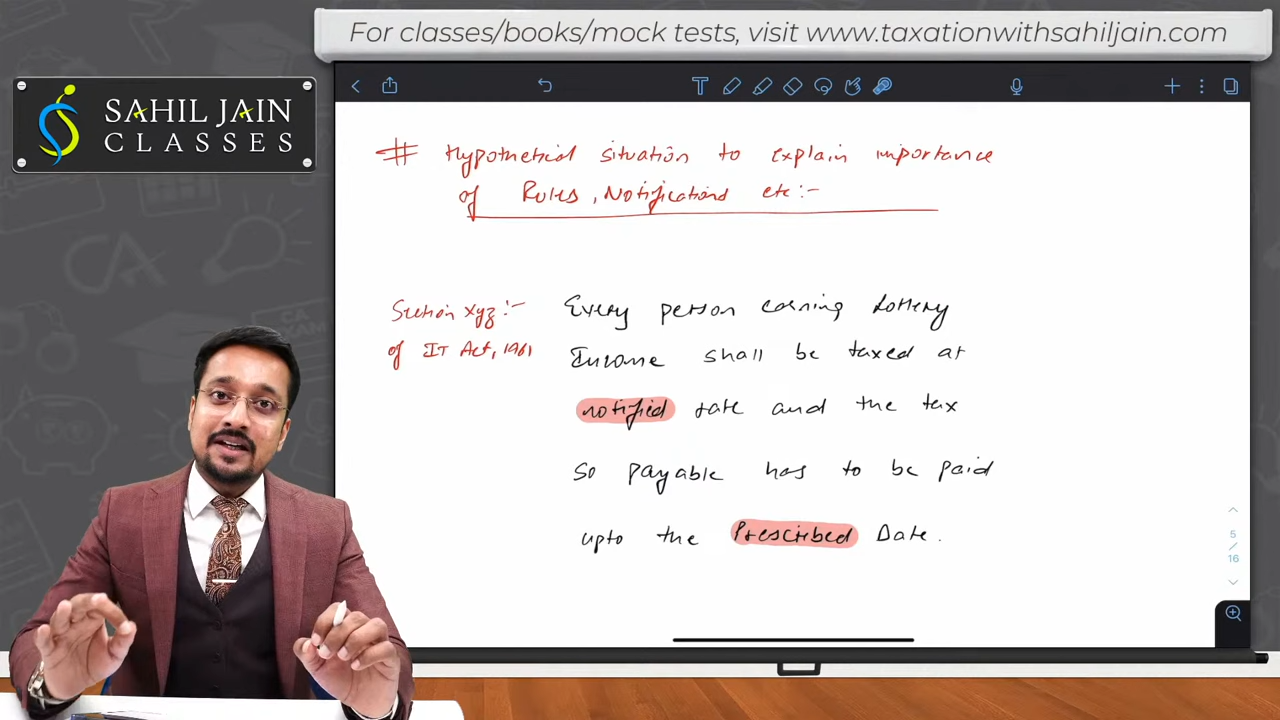 For classes/books/mock tests, visit www.taxationwithsahiljain.com
SAHIL JAIN
CLASSES
# Hypothetical situation to explain importance
of Rules, Notifications etc:-
Section xyz:- Every person earning Lottery
of IT Act, 1961 Income shall be taxed at
notified rate and the tax
so payable has to be paid
upto the Prescribed Date.
5
/
16